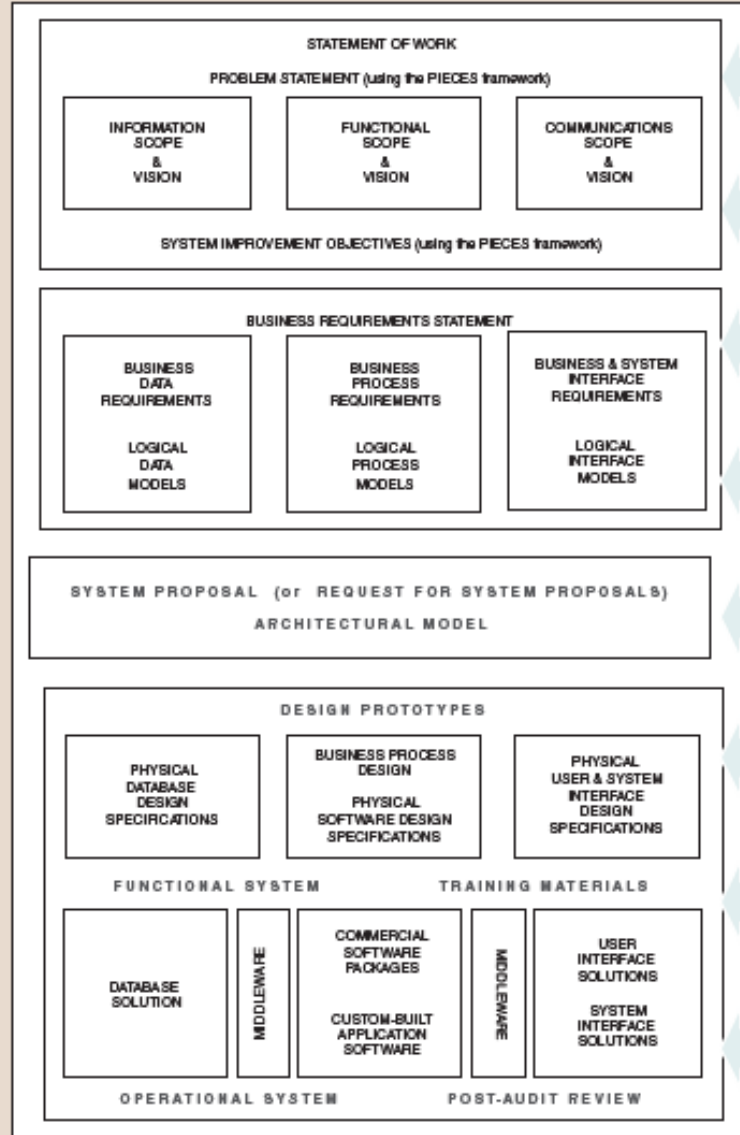 STATEMENT OF WORK
PROBLEM STATEMENT (using the PIECES framework)
INFORMATION
SCOPE
&
VISION
FUNCTIONAL
SCOPE
&
VISION
COMMUNICATIONS
SCOPE
&
VISION
SYSTEM IMPROVEMENT OBJECTIVES (using the PIECES framework)
BUSINESS REQUIREMENTS STATEMENT
BUSINESS
DATA
REQUIREMENTS
LOGICAL
DATA
MODELS
BUSINESS
PROCESS
REQUIREMENTS
LOGICAL
PROCESS
MODELS
BUSINESS & SYSTEM
INTERFACE
REQUIREMENTS
LOGICAL
INTERFACE
MODELS
SYSTEM PROPOSAL (or REQUEST FOR SYSTEM PROPOSALS)
ARCHITECTURAL MODEL
DESIGN PROTOTYPES
PHYSICAL
DATABASE
DESIGN
SPECIFICATIONS
BUSINESS PROCESS
DESIGN
PHYSICAL
SOFTWARE DESIGN
SPECIFICATIONS
PHYSICAL
USER & SYSTEM
INTERFACE
DESIGN
SPECIFICATIONS
FUNCTIONAL SYSTEM
TRAINING MATERIALS
DATABASE
SOLUTION
MIDDLEWARE
COMMERCIAL
SOFTWARE
PACKAGES
CUSTOM-BUILT
APPLICATION
SOFTWARE
MIDDLEWARE
USER
INTERFACE
SOLUTIONS
SYSTEM
INTERFACE
SOLUTIONS
OPERATIONAL SYSTEM
POST-AUDIT REVIEW